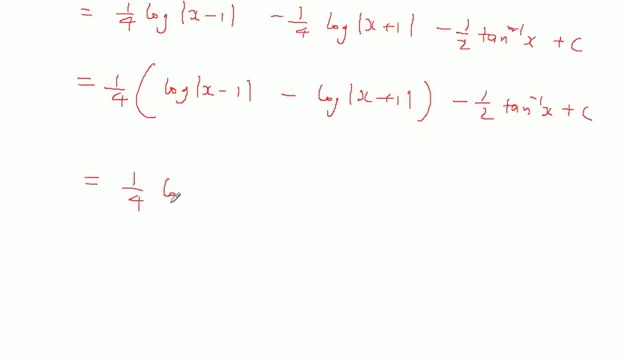 = 1/4 log|x-1| - 1/4 log|x+1| - 1/2 tan⁻¹x + C
= 1/4 ( log|x-1| - log|x+1| ) - 1/2 tan⁻¹x + C
= 1/4 log